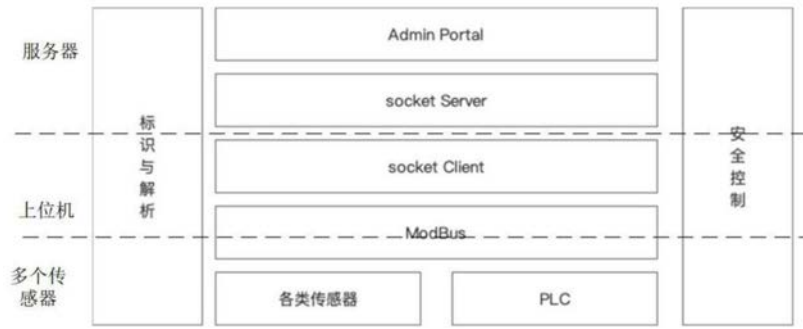 服务器
Admin Portal
socket Server
标识与解析
安全控制
socket Client
上位机
ModBus
多个传
感器
各类传感器
PLC